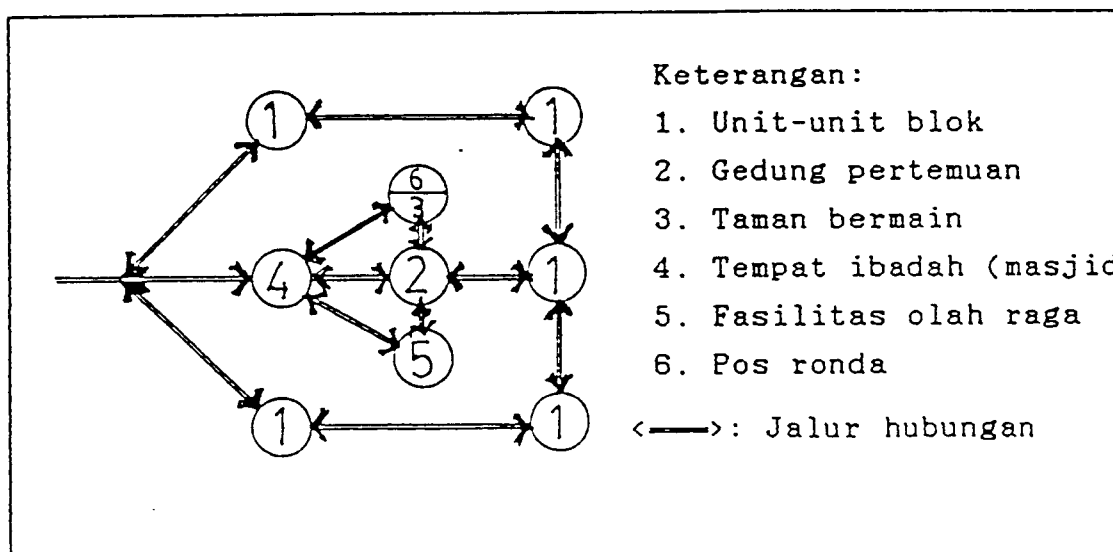 1 1
6
3
4 2 1
5
1 1
Keterangan:
1. Unit-unit blok
2. Gedung pertemuan
3. Taman bermain
4. Tempat ibadah (masjid
5. Fasilitas olah raga
6. Pos ronda
<——>: Jalur hubungan